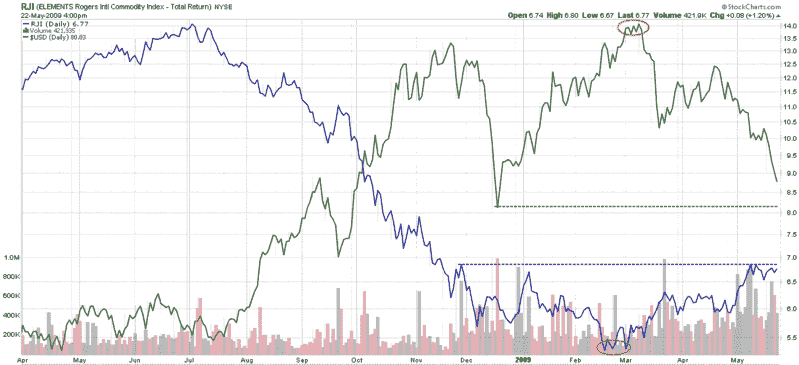 RJI (ELEMENTS Rogers Intl Commodity Index - Total Return) NYSE
© StockCharts.com
22-May-2009 4:00pm
Open 6.74 High 6.80 Low 6.67 Last 6.77 Volume 421.9K Chg +0.08 (+1.20%)
RJI (Daily) 6.77
Volume 421,935
$USD (Daily) 80.03
14.0
13.5
13.0
12.5
12.0
11.5
11.0
10.5
10.0
9.5
9.0
8.5
8.0
7.5
7.0
6.5
6.0
5.5
1.0M
800K
600K
400K
200K
Apr May Jun Jul Aug Sep Oct Nov Dec 2009 Feb Mar Apr May